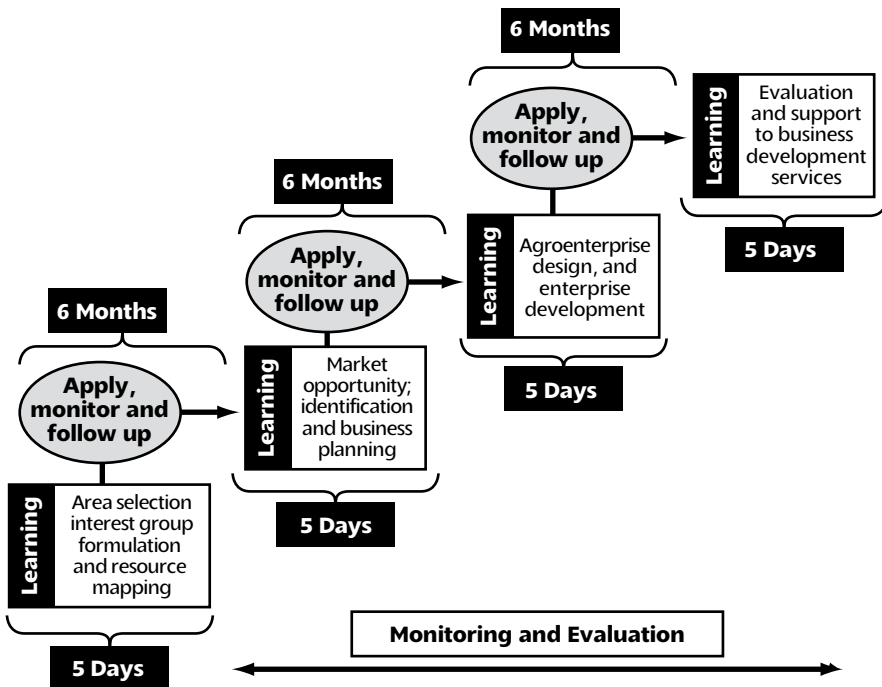 6 Months
Apply,
monitor and
follow up
Learning
Evaluation
and support
to business
development
services
5 Days
6 Months
Apply,
monitor and
follow up
Learning
Agroenterprise
design, and
enterprise
development
5 Days
6 Months
Apply,
monitor and
follow up
Learning
Market
opportunity;
identification
and business
planning
5 Days
Learning
Area selection
interest group
formulation
and resource
mapping
5 Days
Monitoring and Evaluation